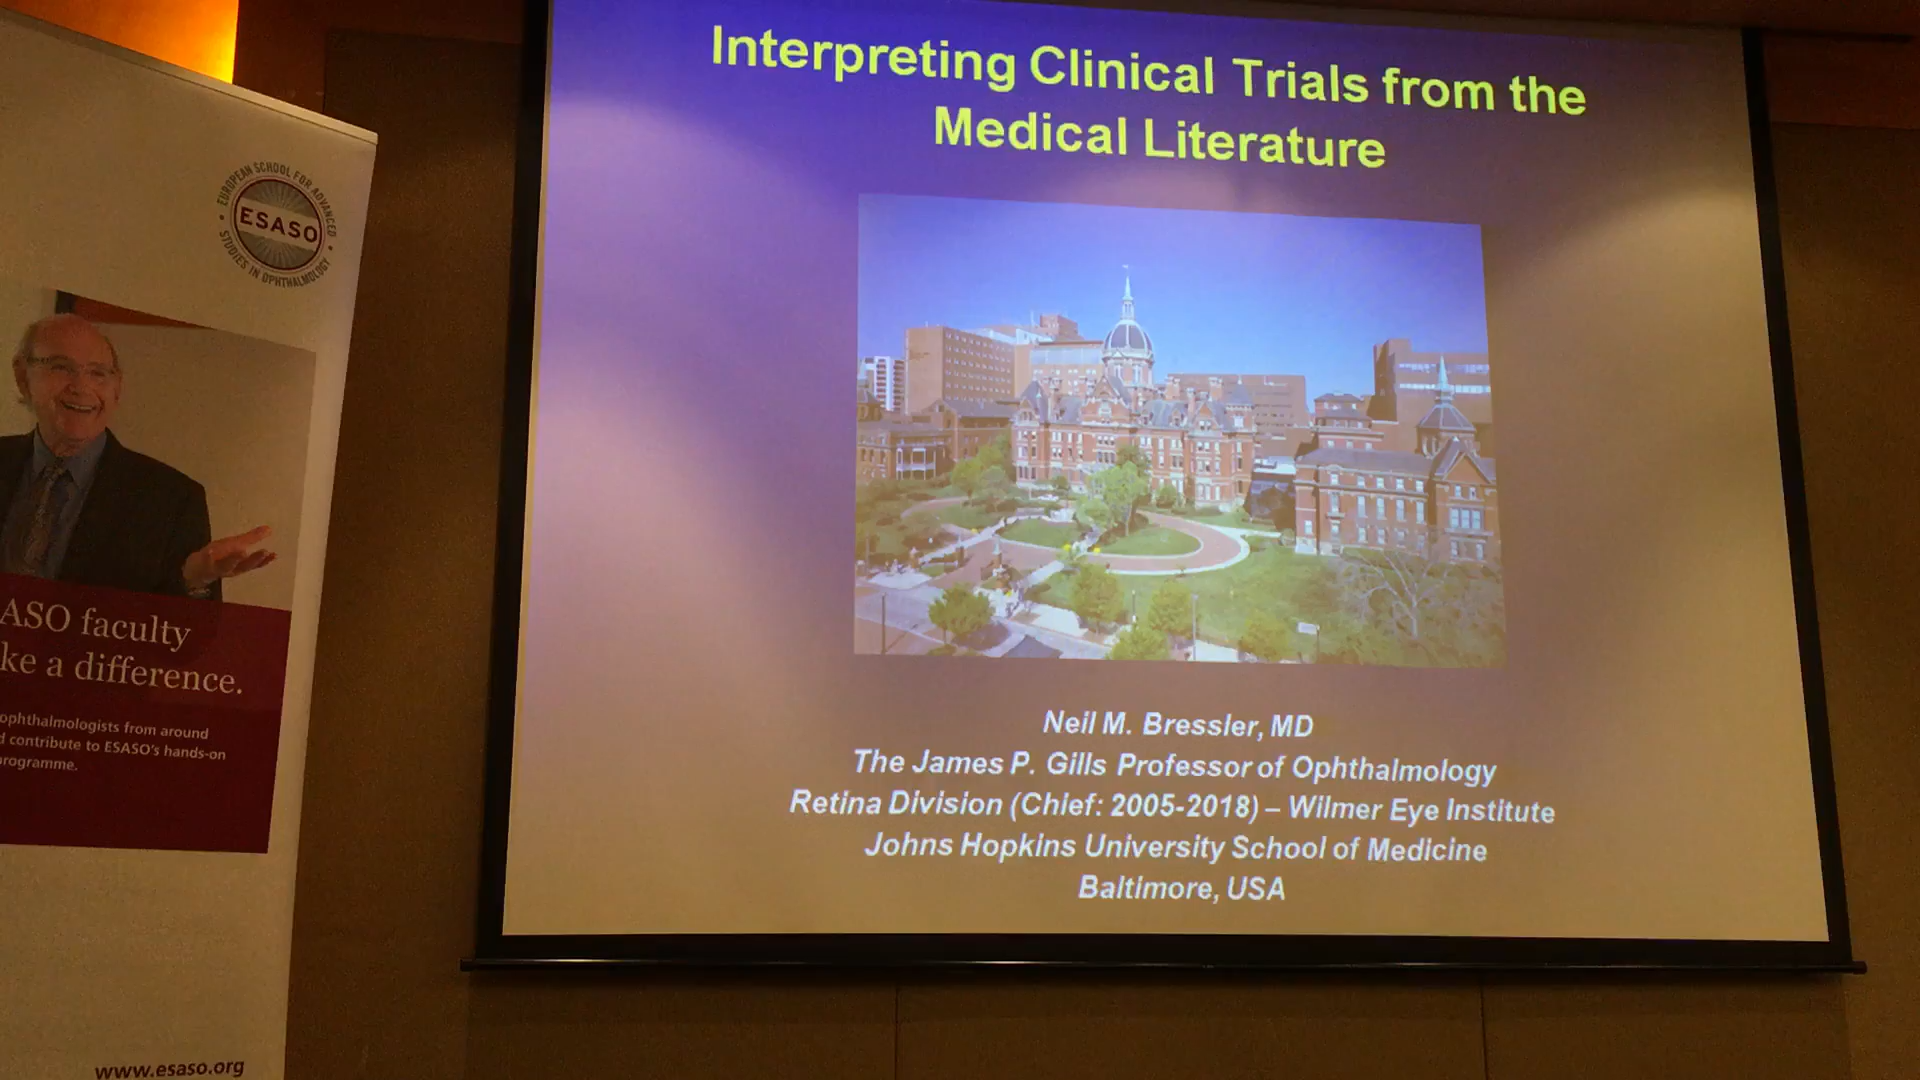 Interpreting Clinical Trials from the
Medical Literature
Neil M. Bressler, MD
The James P. Gills Professor of Ophthalmology
Retina Division (Chief: 2005-2018) – Wilmer Eye Institute
Johns Hopkins University School of Medicine
Baltimore, USA
EUROPEAN SCHOOL FOR ADVANCED
ESASO
STUDIES IN OPHTHALMOLOGY
ASO faculty
ke a difference.
ophthalmologists from around
d contribute to ESASO's hands-on
rogramme.
www.esaso.org